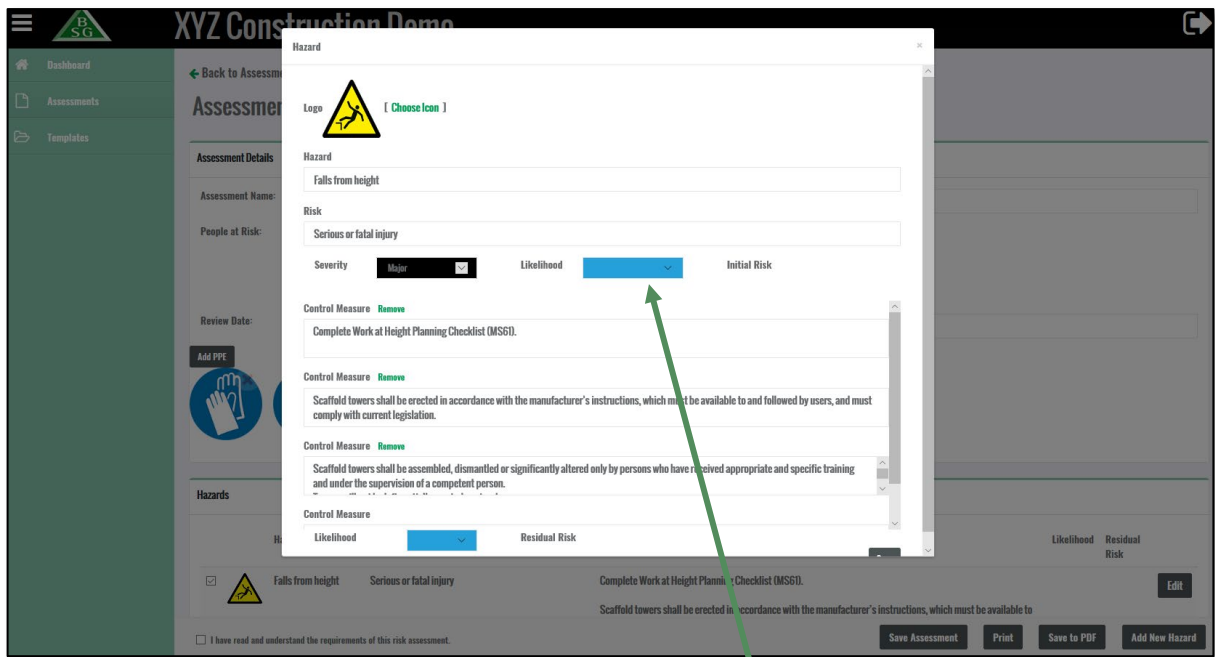 B
SG
XYZ Construction Demo
Dashboard
Assessments
Templates
Back to Assessme
Assessmen
Assessment Details
Assessment Name:
People at Risk:
Review Date:
Add PPE
Hazards
Hazard
×
Logo [ Choose Icon ]
Hazard
Falls from height
Risk
Serious or fatal injury
Severity Major Likelihood Initial Risk
Control Measure Remove
Complete Work at Height Planning Checklist (MS61).
Control Measure Remove
Scaffold towers shall be erected in accordance with the manufacturer's instructions, which must be available to and followed by users, and must
comply with current legislation.
Control Measure Remove
Scaffold towers shall be assembled, dismantled or significantly altered only by persons who have received appropriate and specific training
and under the supervision of a competent person.
Control Measure
Likelihood Residual Risk
Likelihood Residual
Risk
Falls from height Serious or fatal injury Complete Work at Height Planning Checklist (MS61). Edit
Scaffold towers shall be erected in accordance with the manufacturer's instructions, which must be available to
I have read and understand the requirements of this risk assessment. Save Assessment Print Save to PDF Add New Hazard